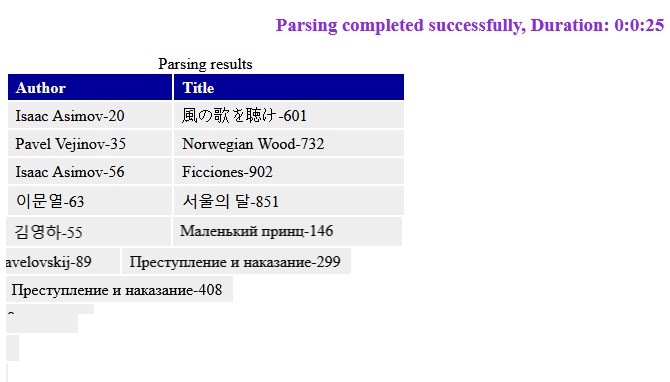 Parsing completed successfully, Duration: 0:0:25
Parsing results
Author Title
Isaac Asimov-20 風の歌を聴け-601
Pavel Vejinov-35 Norwegian Wood-732
Isaac Asimov-56 Ficciones-902
이문열-63 서울의 달-851
김영하-55 Маленький принц-146
avelovskij-89 Преступление и наказание-299
Преступление и наказание-408